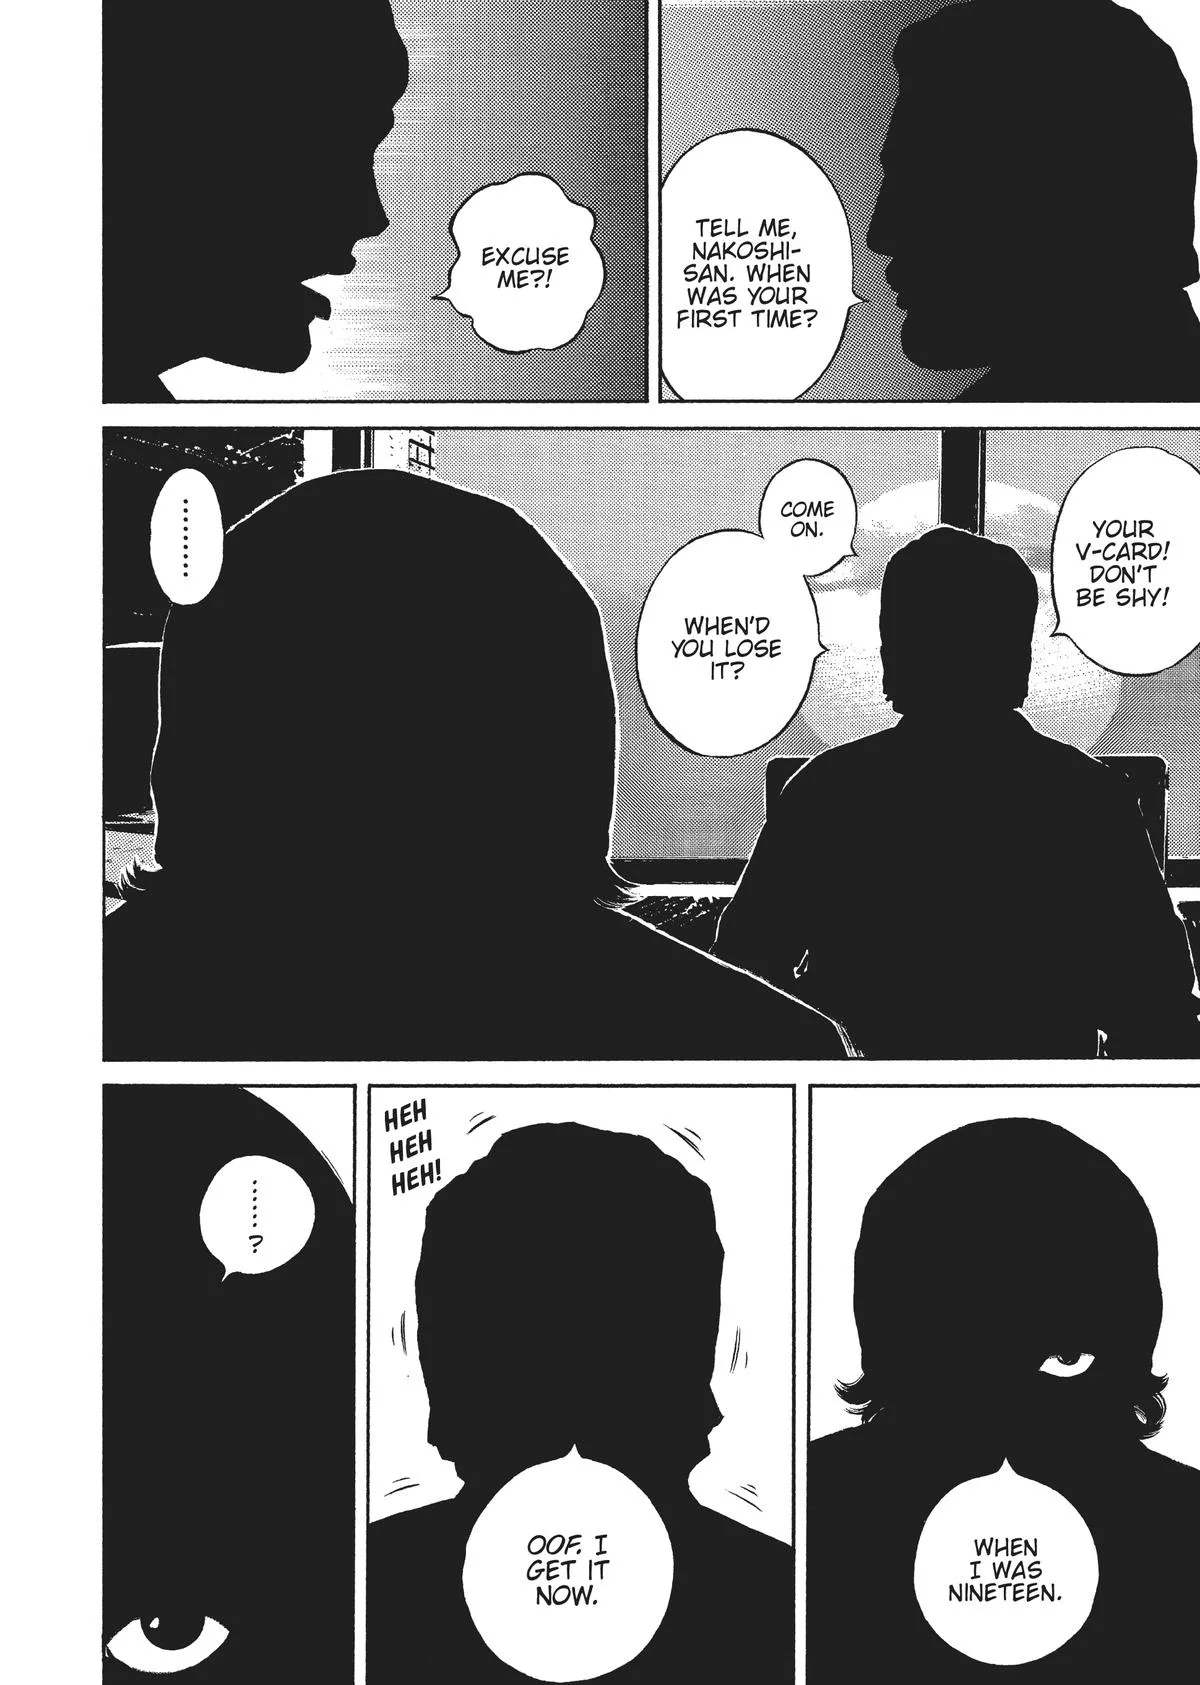 TELL ME,
NAKOSHI-
SAN. WHEN
WAS YOUR
FIRST TIME?
EXCUSE
ME?!
YOUR
V-CARD!
DON'T
BE SHY!
COME
ON.
WHEN'D
YOU LOSE
IT?
.........
WHEN
I WAS
NINETEEN.
HEH
HEH
HEH!
OOF. I
GET IT
NOW.
.......?